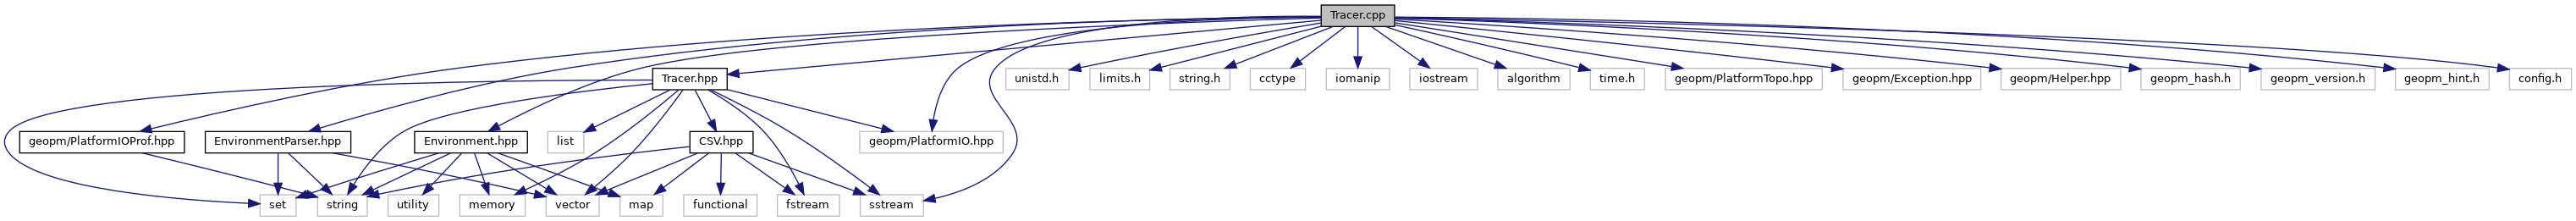 Tracer.cpp
Tracer.hpp
unistd.h
limits.h
string.h
cctype
iomanip
iostream
algorithm
time.h
geopm/PlatformTopo.hpp
geopm/Exception.hpp
geopm/Helper.hpp
geopm_hash.h
geopm_version.h
geopm_hint.h
config.h
geopm/PlatformIOProf.hpp
EnvironmentParser.hpp
Environment.hpp
list
CSV.hpp
geopm/PlatformIO.hpp
set
string
utility
memory
vector
map
functional
fstream
sstream